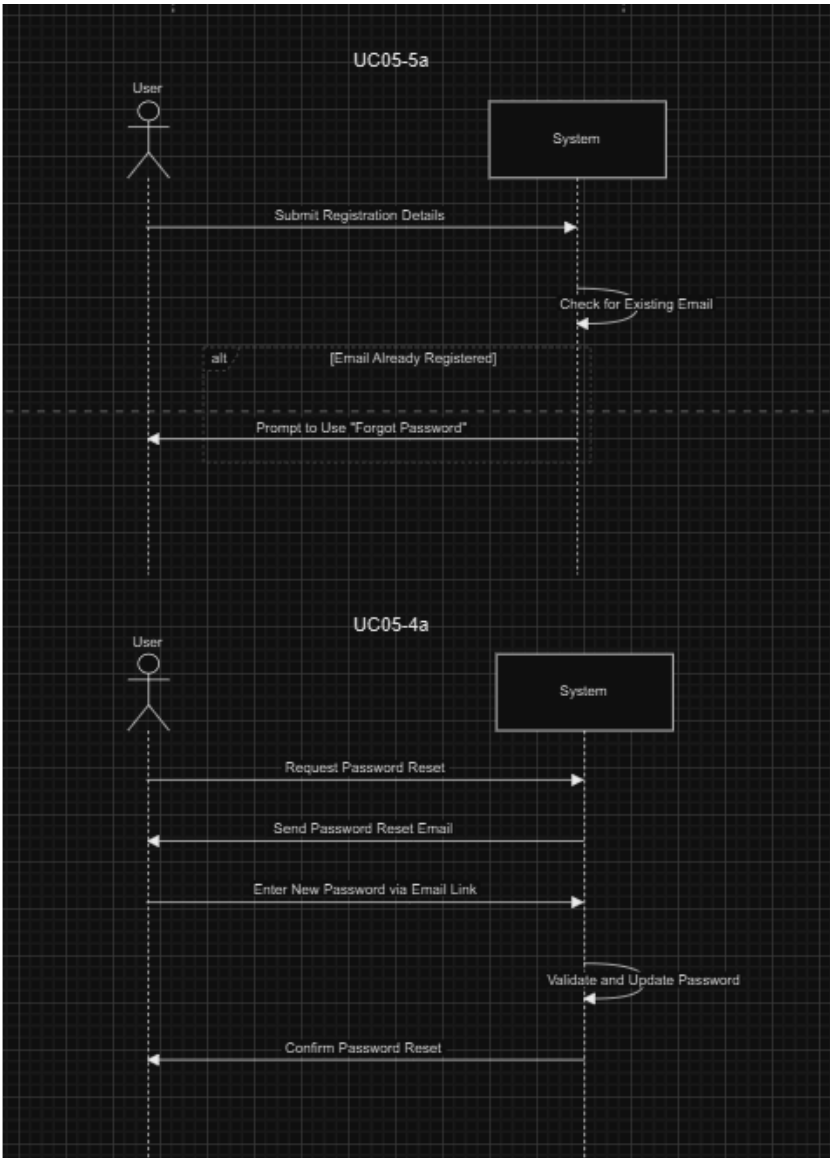 UC05-5a
User
System
Submit Registration Details
Check for Existing Email
alt
[Email Already Registered]
Prompt to Use "Forgot Password"
UC05-4a
User
System
Request Password Reset
Send Password Reset Email
Enter New Password via Email Link
Validate and Update Password
Confirm Password Reset